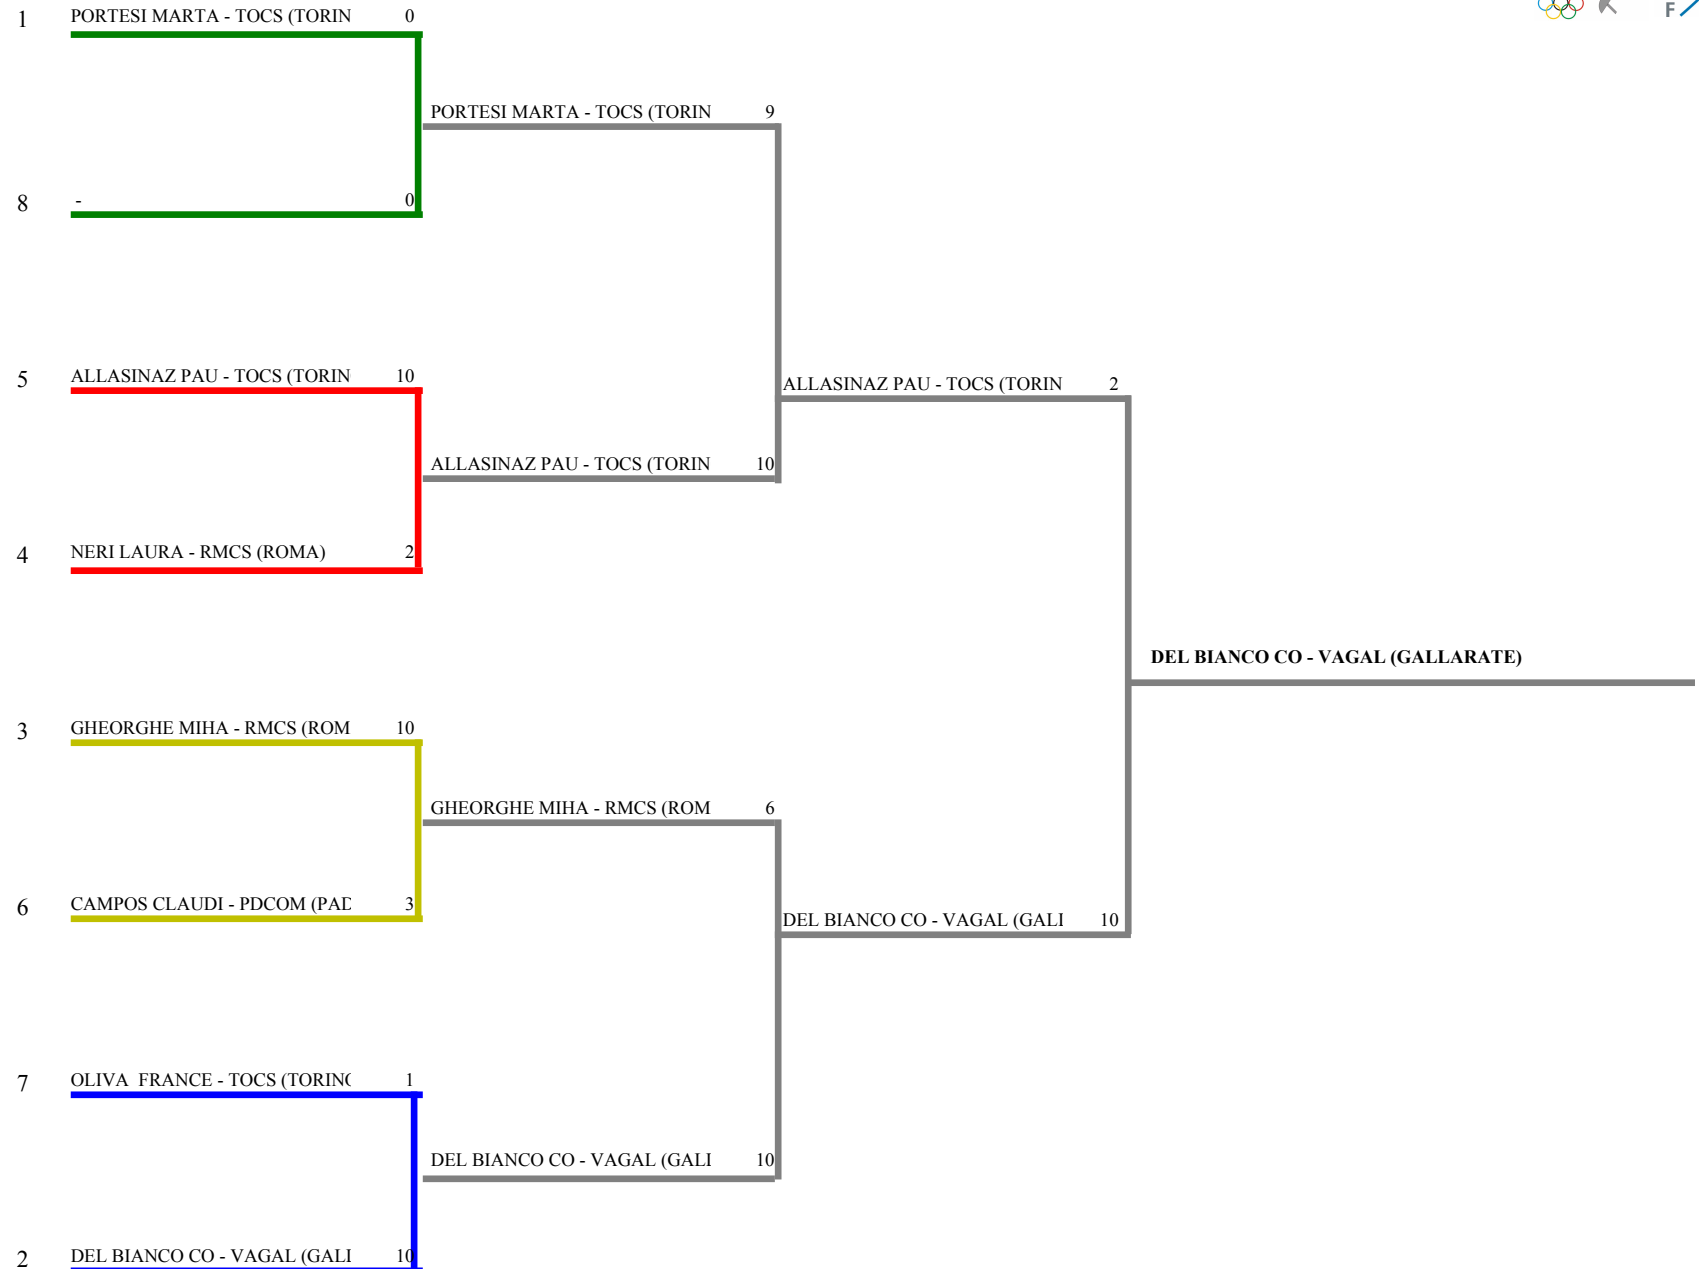 F
1 PORTESI MARTA - TOCS (TORIN 0
PORTESI MARTA - TOCS (TORIN 9
8 - 0
5 ALLASINAZ PAU - TOCS (TORIN 10
ALLASINAZ PAU - TOCS (TORIN 2
ALLASINAZ PAU - TOCS (TORIN 10
4 NERI LAURA - RMCS (ROMA) 2
DEL BIANCO CO - VAGAL (GALLARATE)
3 GHEORGHE MIHA - RMCS (ROM 10
GHEORGHE MIHA - RMCS (ROM 6
6 CAMPOS CLAUDI - PDCOM (PAD 3
DEL BIANCO CO - VAGAL (GALL 10
7 OLIVA  FRANCE - TOCS (TORINO 1
DEL BIANCO CO - VAGAL (GALL 10
2 DEL BIANCO CO - VAGAL (GALL 10